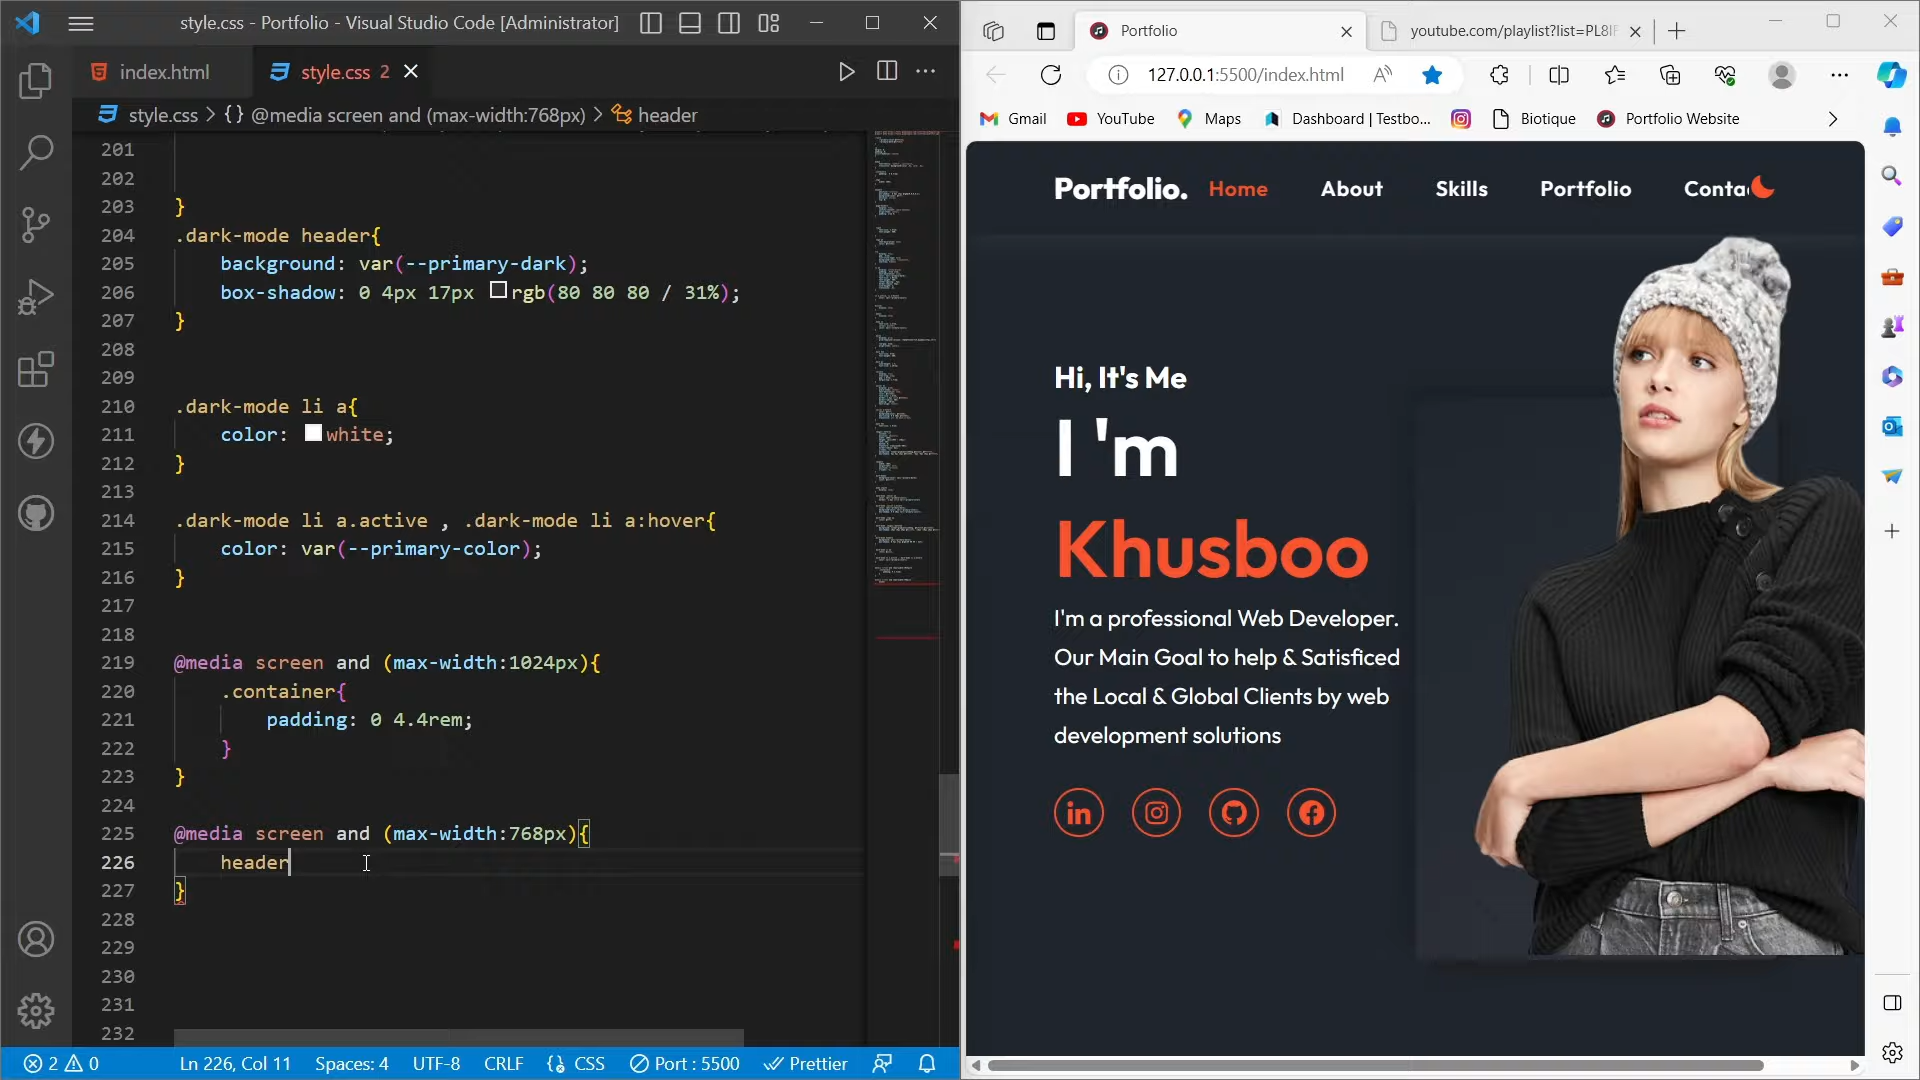 style.css - Portfolio - Visual Studio Code [Administrator]
index.html
style.css 2
style.css > {} @media screen and (max-width:768px) > header
201
202
203 }
204 .dark-mode header{
205 background: var(--primary-dark);
206 box-shadow: 0 4px 17px rgb(80 80 80 / 31%);
207 }
208
209
210 .dark-mode li a{
211 color: white;
212 }
213
214 .dark-mode li a.active , .dark-mode li a:hover{
215 color: var(--primary-color);
216 }
217
218
219 @media screen and (max-width:1024px){
220 .container{
221 padding: 0 4.4rem;
222 }
223 }
224
225 @media screen and (max-width:768px){
226 header
227 }
228
229
230
231
232
2 0 Ln 226, Col 11 Spaces: 4 UTF-8 CRLF {} CSS Port : 5500 Prettier
Portfolio
youtube.com/playlist?list=PL8lF
127.0.0.1:5500/index.html
Gmail YouTube Maps Dashboard | Testbo... Biotique Portfolio Website
Portfolio. Home About Skills Portfolio Conta
Hi, It's Me
I 'm
Khusboo
I'm a professional Web Developer.
Our Main Goal to help & Satisficed
the Local & Global Clients by web
development solutions